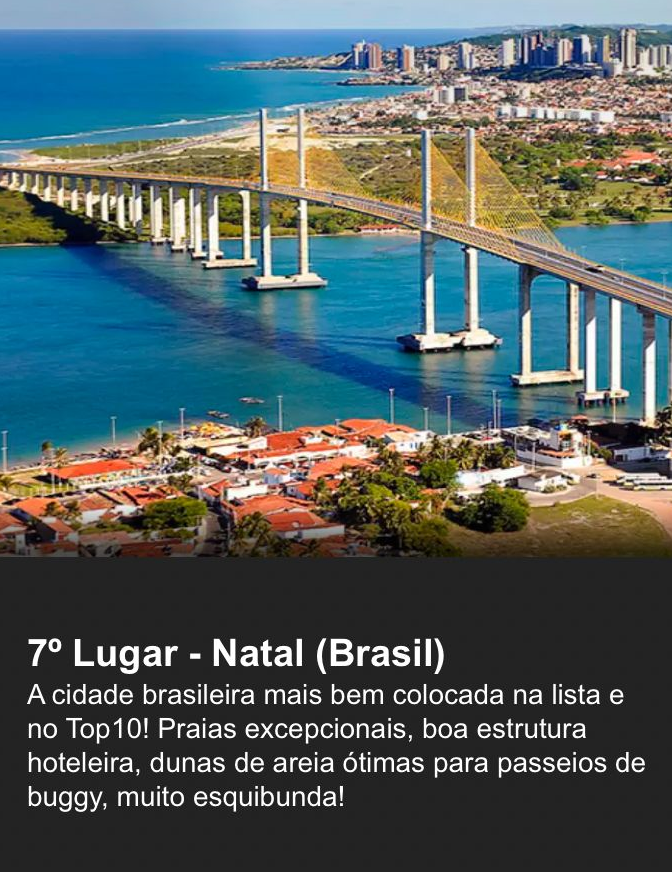 7º Lugar - Natal (Brasil)
A cidade brasileira mais bem colocada na lista e
no Top10! Praias excepcionais, boa estrutura
hoteleira, dunas de areia ótimas para passeios de
buggy, muito esquibunda!